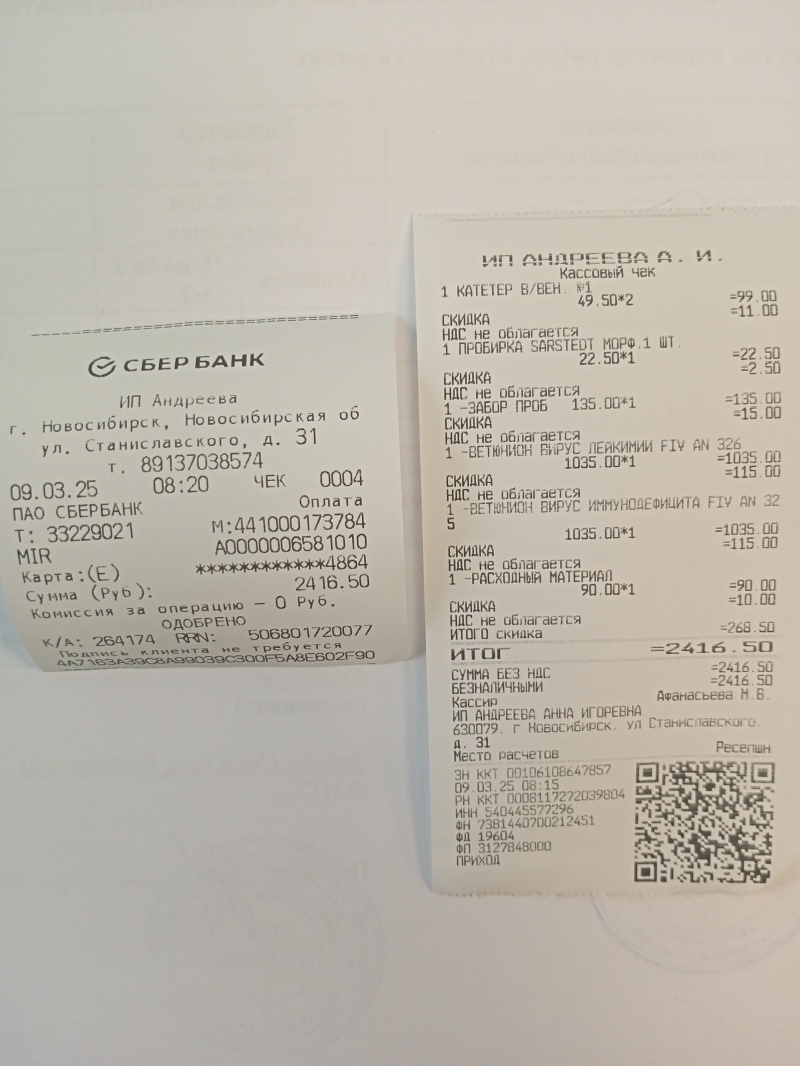 СБЕР БАНК
ИП Андреева
г. Новосибирск, Новосибирская об
ул. Станиславского, д. 31
т. 89137038574
09.03.25 08:20 ЧЕК 0004
ПАО СБЕРБАНК Оплата
Т: 33229021 М:441000173784
MIR A0000006581010
Карта:(E) ************4864
Сумма (Руб): 2416.50
Комиссия за операцию – 0 Руб.
ОДОБРЕНО
К/А: 264174 RRN: 506801720077
Подпись клиента не требуется
4A7163A39C8A99039C300F5A8E602F90
ИП АНДРЕЕВА А. И.
Кассовый чек
1 КАТЕТЕР В/ВЕН. №1
49.50*2 =99.00
СКИДКА =11.00
НДС не облагается
1 ПРОБИРКА SARSTEDT МОРФ.1 ШТ.
22.50*1 =22.50
СКИДКА =2.50
НДС не облагается
1 -ЗАБОР ПРОБ 135.00*1 =135.00
СКИДКА =15.00
НДС не облагается
1 -ВЕТЮНИОН ВИРУС ЛЕЙКИМИИ FIV AN 326
1035.00*1 =1035.00
СКИДКА =115.00
НДС не облагается
1 -ВЕТЮНИОН ВИРУС ИММУНОДЕФИЦИТА FIV AN 32
5
1035.00*1 =1035.00
СКИДКА =115.00
НДС не облагается
1 -РАСХОДНЫЙ МАТЕРИАЛ
90.00*1 =90.00
СКИДКА =10.00
НДС не облагается
ИТОГО скидка =268.50
ИТОГ =2416.50
СУММА БЕЗ НДС =2416.50
БЕЗНАЛИЧНЫМИ =2416.50
Кассир Афанасьева М.В.
ИП АНДРЕЕВА АННА ИГОРЕВНА
630079, г Новосибирск, ул Станиславского,
д. 31
Место расчетов Ресепшн
ЗН ККТ 00106108647857
09.03.25 08:15
РН ККТ 0008117272039804
ИНН 540445577296
ФН 7381440700212451
ФД 19604
ФП 3127848000
ПРИХОД